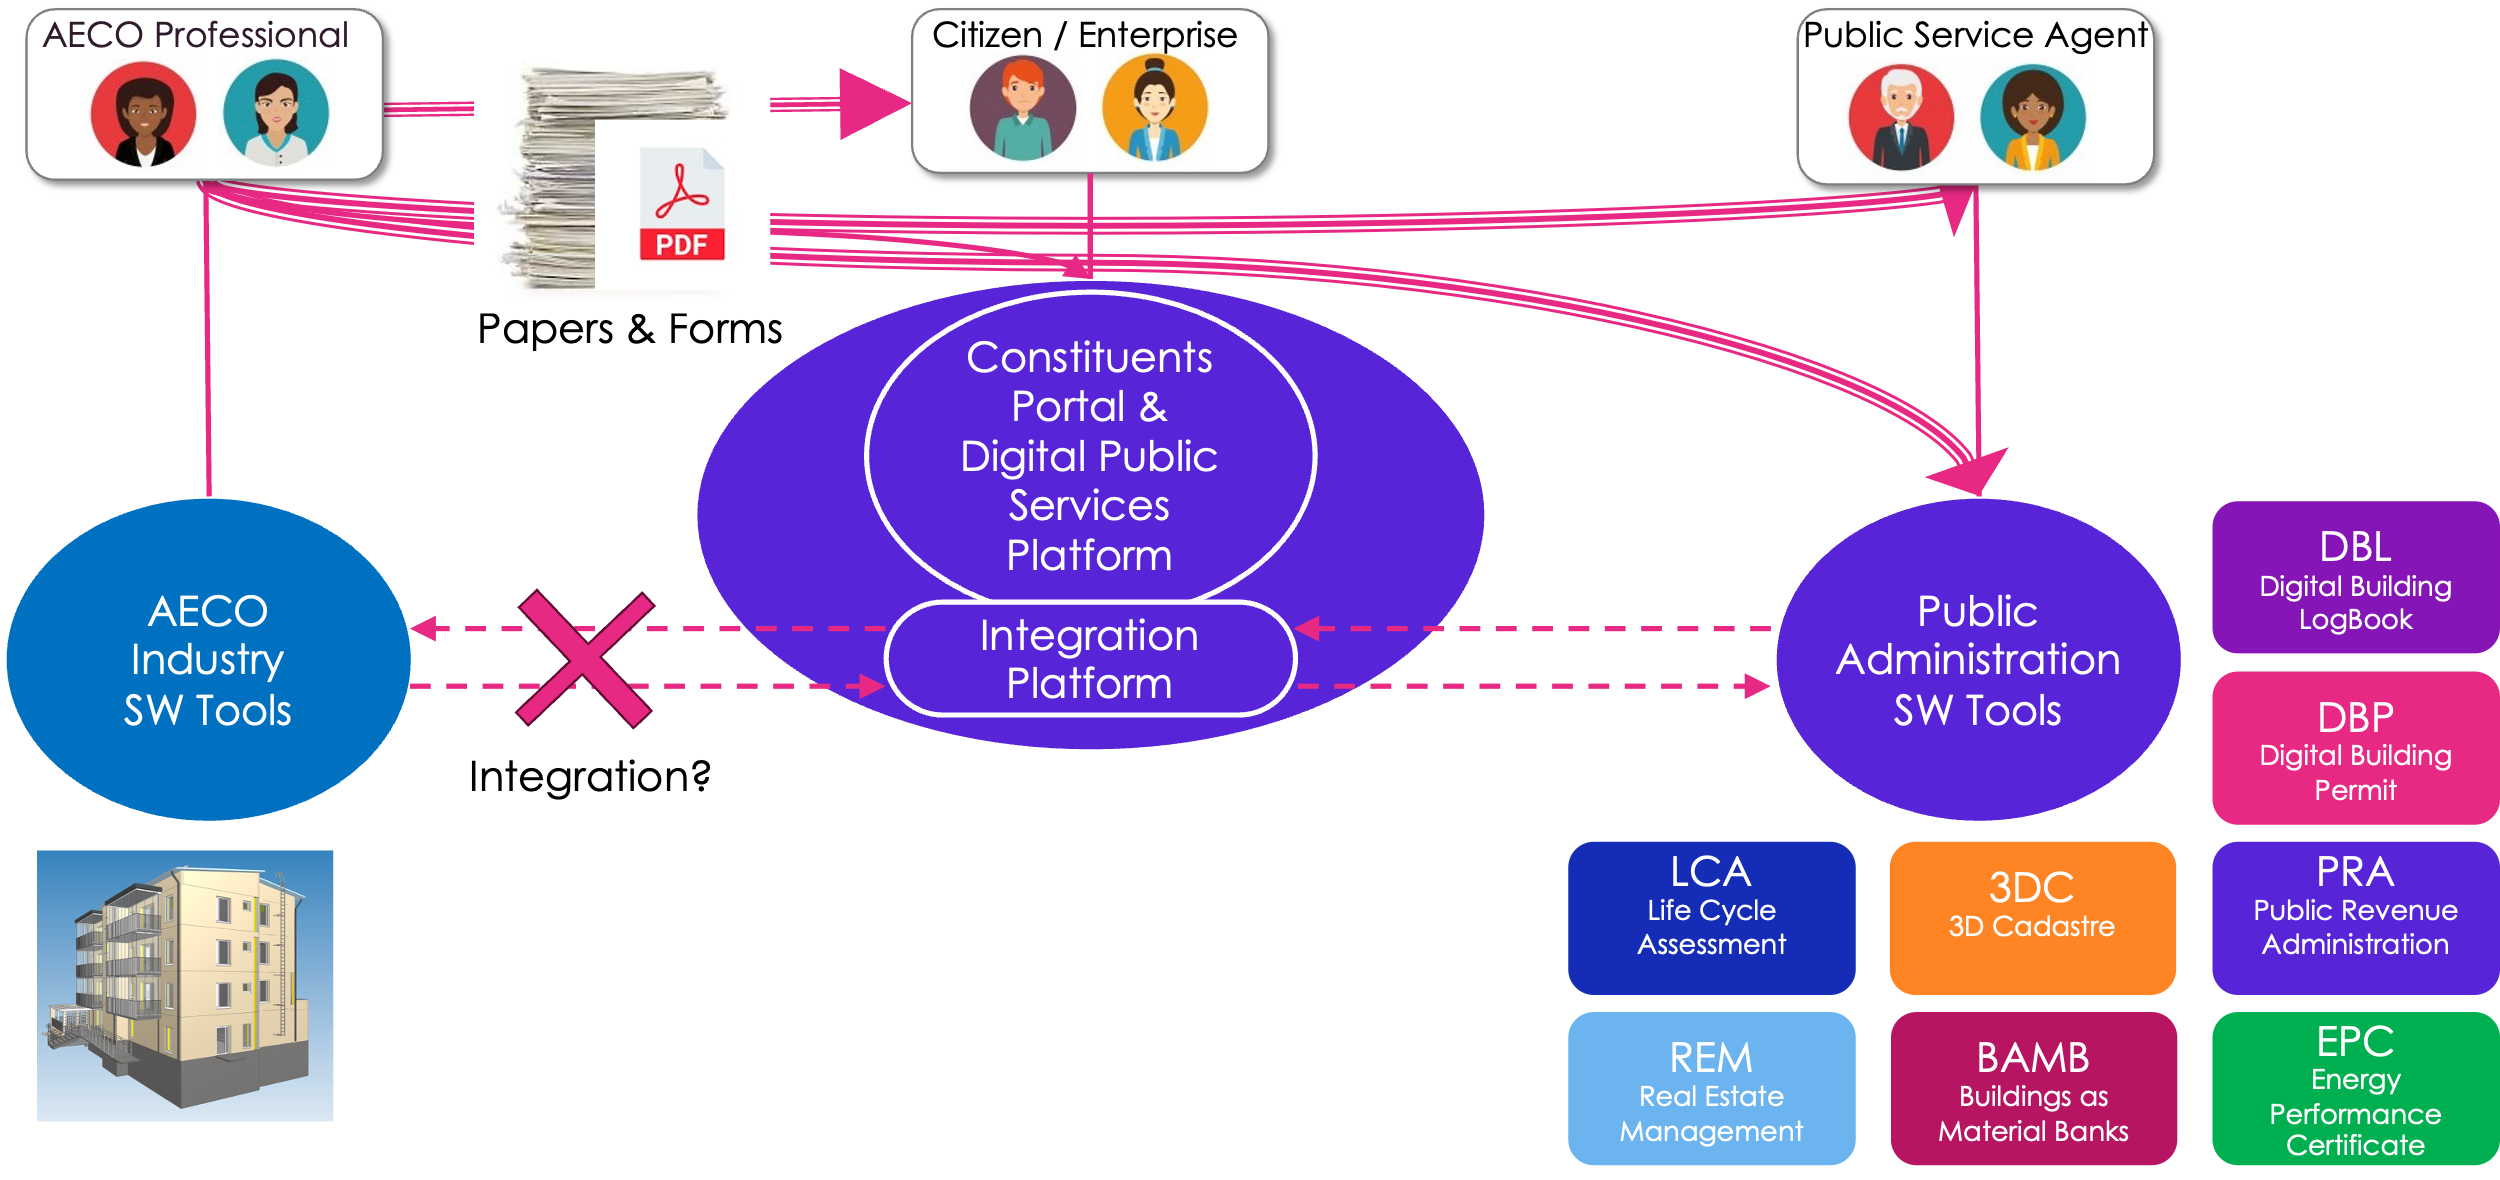 AECO Professional
Citizen / Enterprise
Public Service Agent
PDF
Papers & Forms
Constituents
Portal &
Digital Public
Services
Platform
Integration
Platform
AECO
Industry
SW Tools
Integration?
Public
Administration
SW Tools
DBL
Digital Building
LogBook
DBP
Digital Building
Permit
LCA
Life Cycle
Assessment
3DC
3D Cadastre
PRA
Public Revenue
Administration
REM
Real Estate
Management
BAMB
Buildings as
Material Banks
EPC
Energy
Performance
Certificate